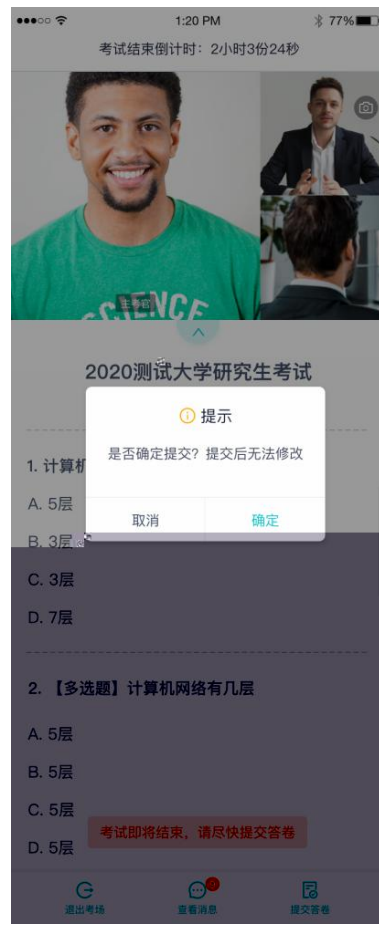 1:20 PM
77%
考试结束倒计时：2小时3份24秒
SCIENCE
主考官
2020测试大学研究生考试
提示
是否确定提交？提交后无法修改
取消
确定
1. 计算机
A. 5层
B. 3层
C. 3层
D. 7层
2. 【多选题】计算机网络有几层
A. 5层
B. 5层
C. 5层
D. 5层
考试即将结束，请尽快提交答卷
退出考场
查看消息
提交答卷